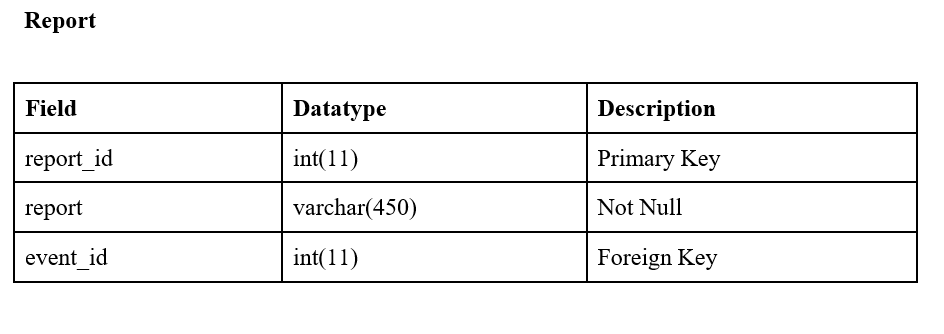 Report
Field Datatype Description
report_id int(11) Primary Key
report varchar(450) Not Null
event_id int(11) Foreign Key